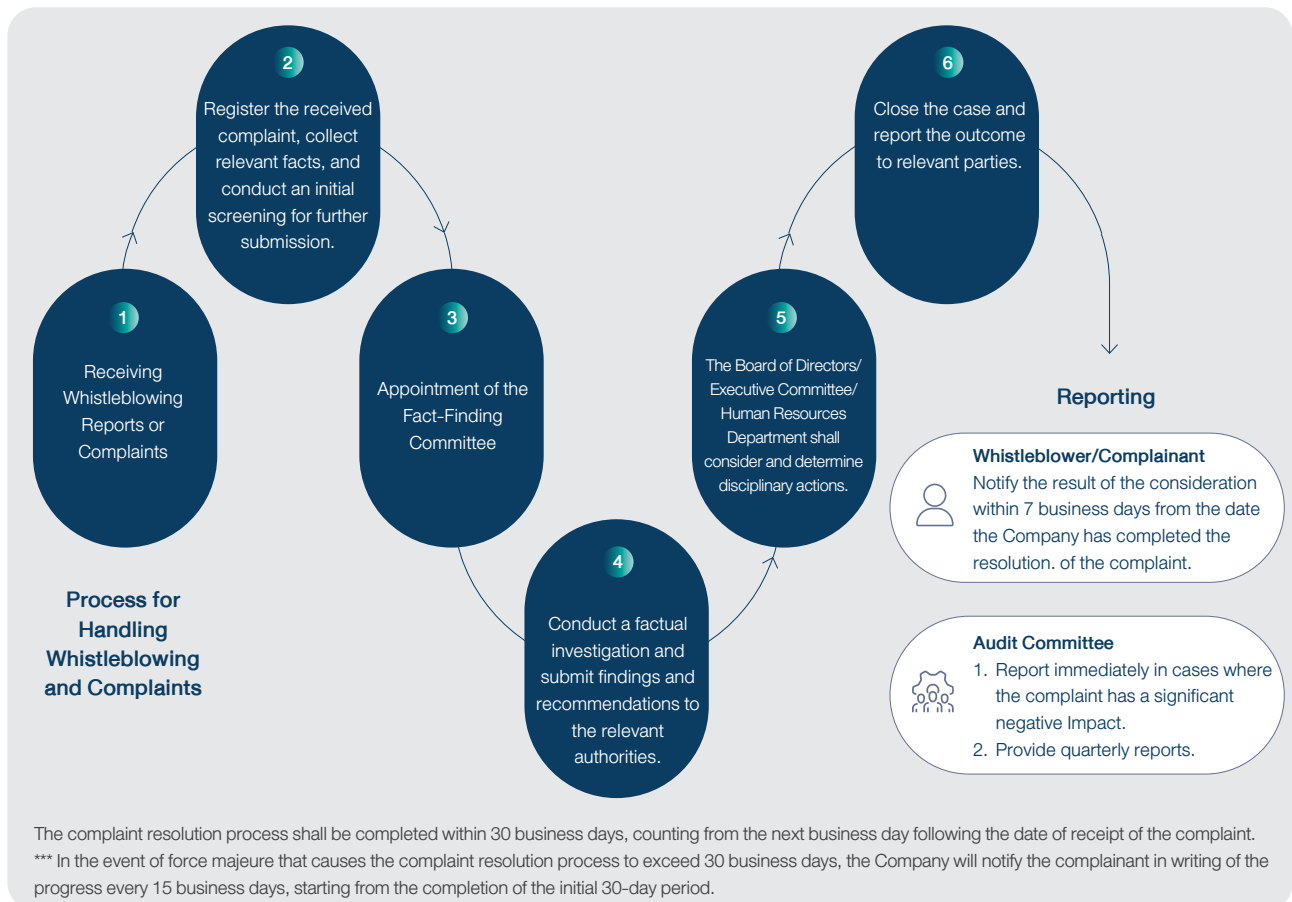 1
Receiving
Whistleblowing
Reports or
Complaints
Process for
Handling
Whistleblowing
and Complaints
2
Register the received
complaint, collect
relevant facts, and
conduct an initial
screening for further
submission.
3
Appointment of the
Fact-Finding
Committee
4
Conduct a factual
investigation and
submit findings and
recommendations to
the relevant
authorities.
5
The Board of Directors/
Executive Committee/
Human Resources
Department shall
consider and determine
disciplinary actions.
6
Close the case and
report the outcome
to relevant parties.
Reporting
Whistleblower/Complainant
Notify the result of the consideration
within 7 business days from the date
the Company has completed the
resolution. of the complaint.
Audit Committee
1. Report immediately in cases where
the complaint has a significant
negative Impact.
2. Provide quarterly reports.
The complaint resolution process shall be completed within 30 business days, counting from the next business day following the date of receipt of the complaint.
*** In the event of force majeure that causes the complaint resolution process to exceed 30 business days, the Company will notify the complainant in writing of the
progress every 15 business days, starting from the completion of the initial 30-day period.